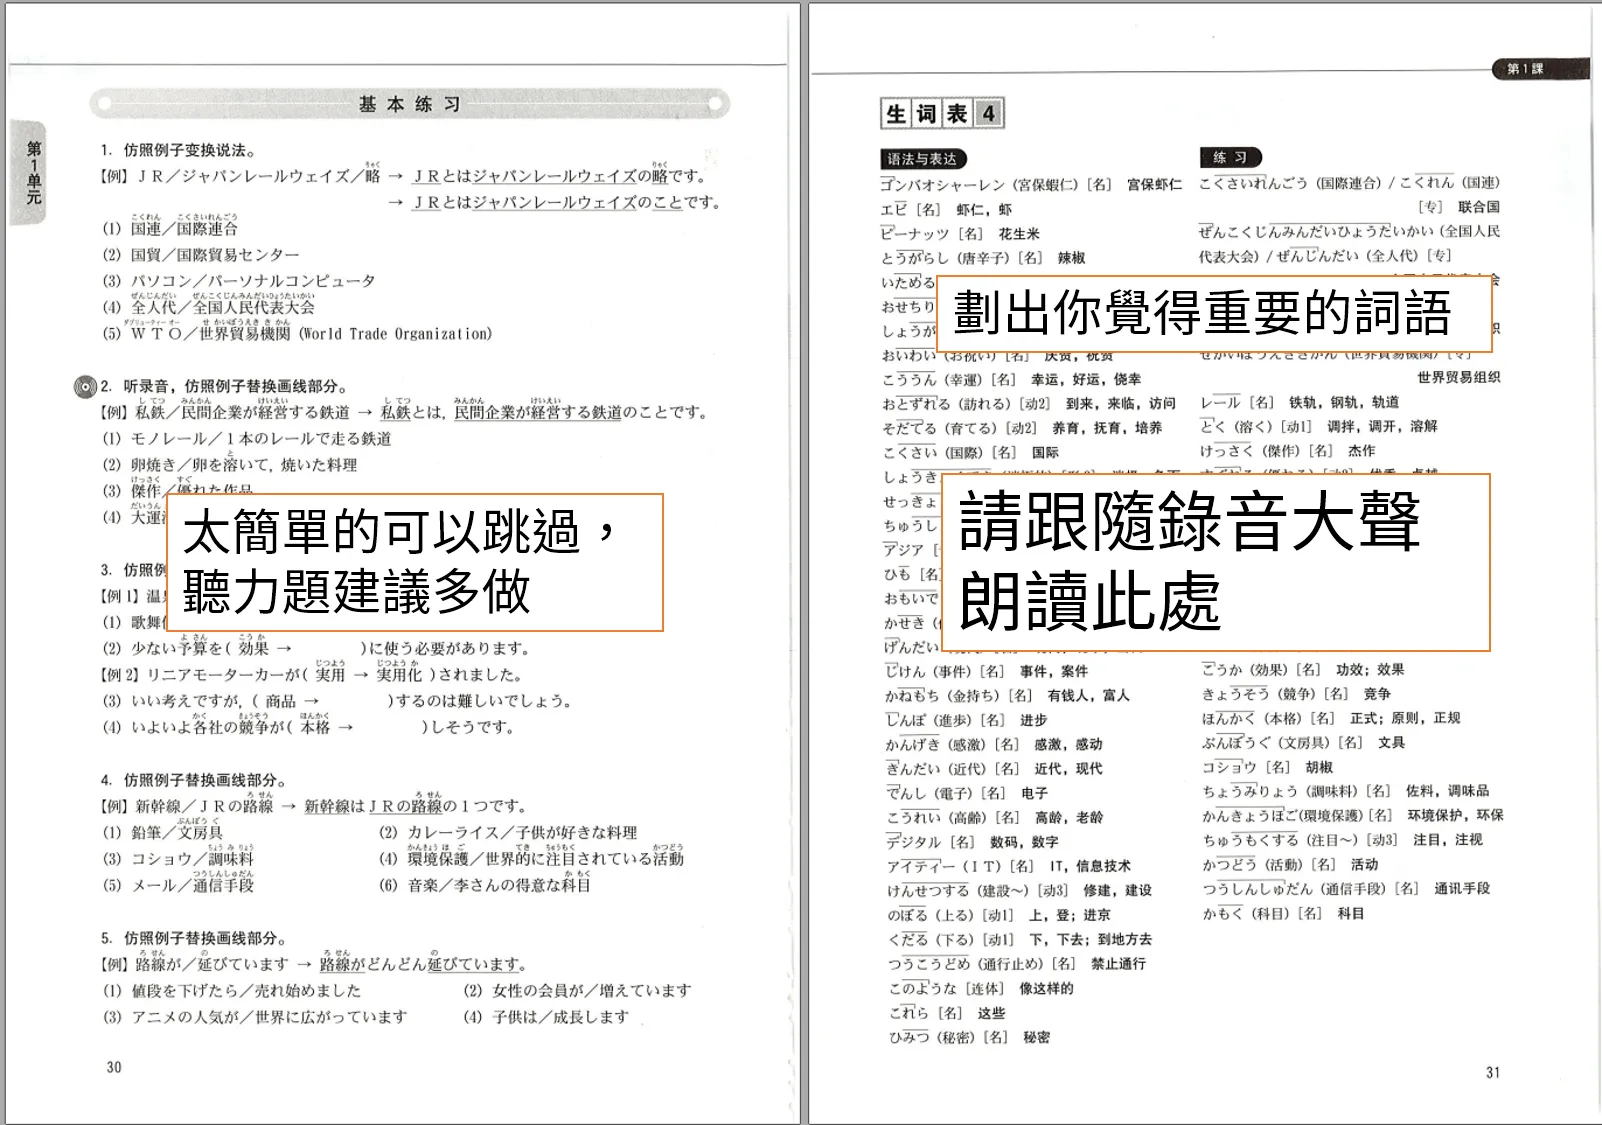 基本练习
第1单元
1. 仿照例子变换说法。
【例】ＪＲ／ジャパンレールウェイズ／略 → ＪＲとはジャパンレールウェイズの略です。
→ ＪＲとはジャパンレールウェイズのことです。
(1) 国連／国際連合
(2) 国貿／国際貿易センター
(3) パソコン／パーソナルコンピュータ
(4) 全人代／全国人民代表大会
(5) ＷＴＯ／世界貿易機関 (World Trade Organization)
2. 听录音，仿照例子替换画线部分。
【例】私鉄／民間企業が経営する鉄道 → 私鉄とは，民間企業が経営する鉄道のことです。
(1) モノレール／１本のレールで走る鉄道
(2) 卵焼き／卵を溶いて，焼いた料理
(3) 傑作／優れた作品
(4) 大運
太簡單的可以跳過，
聽力題建議多做
3. 仿照例
【例1】温
(1) 歌舞
(2) 少ない予算を( 効果 → )に使う必要があります。
【例2】リニアモーターカーが( 実用 → 実用化 )されました。
(3) いい考えですが，( 商品 → )するのは難しいでしょう。
(4) いよいよ各社の競争が( 本格 → )しそうです。
4. 仿照例子替换画线部分。
【例】新幹線／ＪＲの路線 → 新幹線はＪＲの路線の１つです。
(1) 鉛筆／文房具 (2) カレーライス／子供が好きな料理
(3) コショウ／調味料 (4) 環境保護／世界的に注目されている活動
(5) メール／通信手段 (6) 音楽／李さんの得意な科目
5. 仿照例子替换画线部分。
【例】路線が／延びています → 路線がどんどん延びています。
(1) 値段を下げたら／売れ始めました (2) 女性の会員が／増えています
(3) アニメの人気が／世界に広がっています (4) 子供は／成長します
30
第1課
生词表4
语法与表达
ゴンバオシャーレン (宮保蝦仁) [名] 宫保虾仁
エビ [名] 虾仁，虾
ピーナッツ [名] 花生米
とうがらし (唐辛子) [名] 辣椒
いためる
おせちり
しょうが
おいわい (お祝い) [名] 庆贺，祝贺
こううん (幸運) [名] 幸运，好运，侥幸
おとずれる (訪れる) [动2] 到来，来临，访问
そだてる (育てる) [动2] 养育，抚育，培养
こくさい (国際) [名] 国际
しょうき
せっきょ
ちゅうし
アジア
ひも [名]
おもいで
かせき
げんだい
じけん (事件) [名] 事件，案件
かねもち (金持ち) [名] 有钱人，富人
しんぽ (進歩) [名] 进步
かんげき (感激) [名] 感激，感动
きんだい (近代) [名] 近代，现代
でんし (電子) [名] 电子
こうれい (高齢) [名] 高龄，老龄
デジタル [名] 数码，数字
アイティー (ＩＴ) [名] IT，信息技术
けんせつする (建設〜) [动3] 修建，建设
のぼる (上る) [动1] 上，登；进京
くだる (下る) [动1] 下，下去；到地方去
つうこうどめ (通行止め) [名] 禁止通行
このような [连体] 像这样的
これら [名] 这些
ひみつ (秘密) [名] 秘密
练习
こくさいれんごう (国際連合) / こくれん (国連)
[专] 联合国
ぜんこくじんみんだいひょうだいかい (全国人民
代表大会) / ぜんじんだい (全人代) [专]
劃出你覺得重要的詞語
せかいぼうえききかん (世界貿易機関) [专]
世界贸易组织
レール [名] 铁轨，钢轨，轨道
とく (溶く) [动1] 调拌，调开，溶解
けっさく (傑作) [名] 杰作
請跟隨錄音大聲
朗讀此處
こうか (効果) [名] 功效；效果
きょうそう (競争) [名] 竞争
ほんかく (本格) [名] 正式；原则，正规
ぶんぼうぐ (文房具) [名] 文具
コショウ [名] 胡椒
ちょうみりょう (調味料) [名] 佐料，调味品
かんきょうほご(環境保護) [名] 环境保护，环保
ちゅうもくする (注目〜) [动3] 注目，注视
かつどう (活動) [名] 活动
つうしんしゅだん (通信手段) [名] 通讯手段
かもく (科目) [名] 科目
31